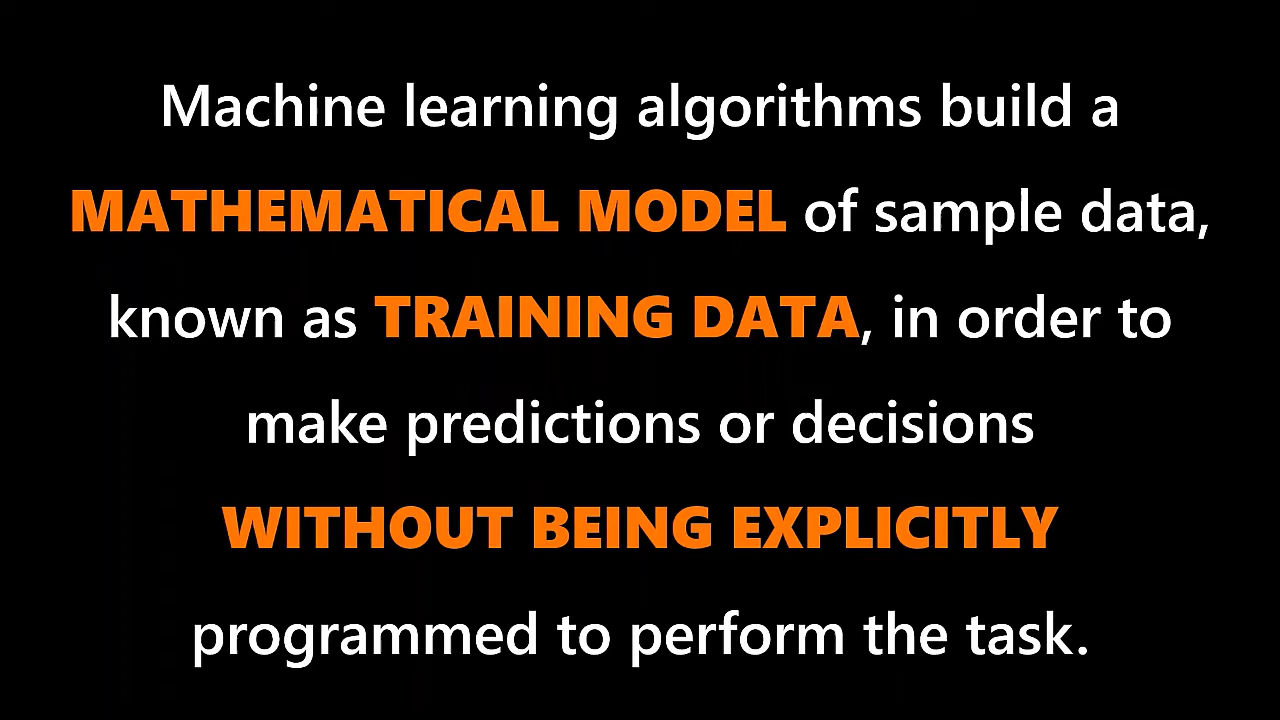 Machine learning algorithms build a
MATHEMATICAL MODEL of sample data,
known as TRAINING DATA, in order to
make predictions or decisions
WITHOUT BEING EXPLICITLY
programmed to perform the task.